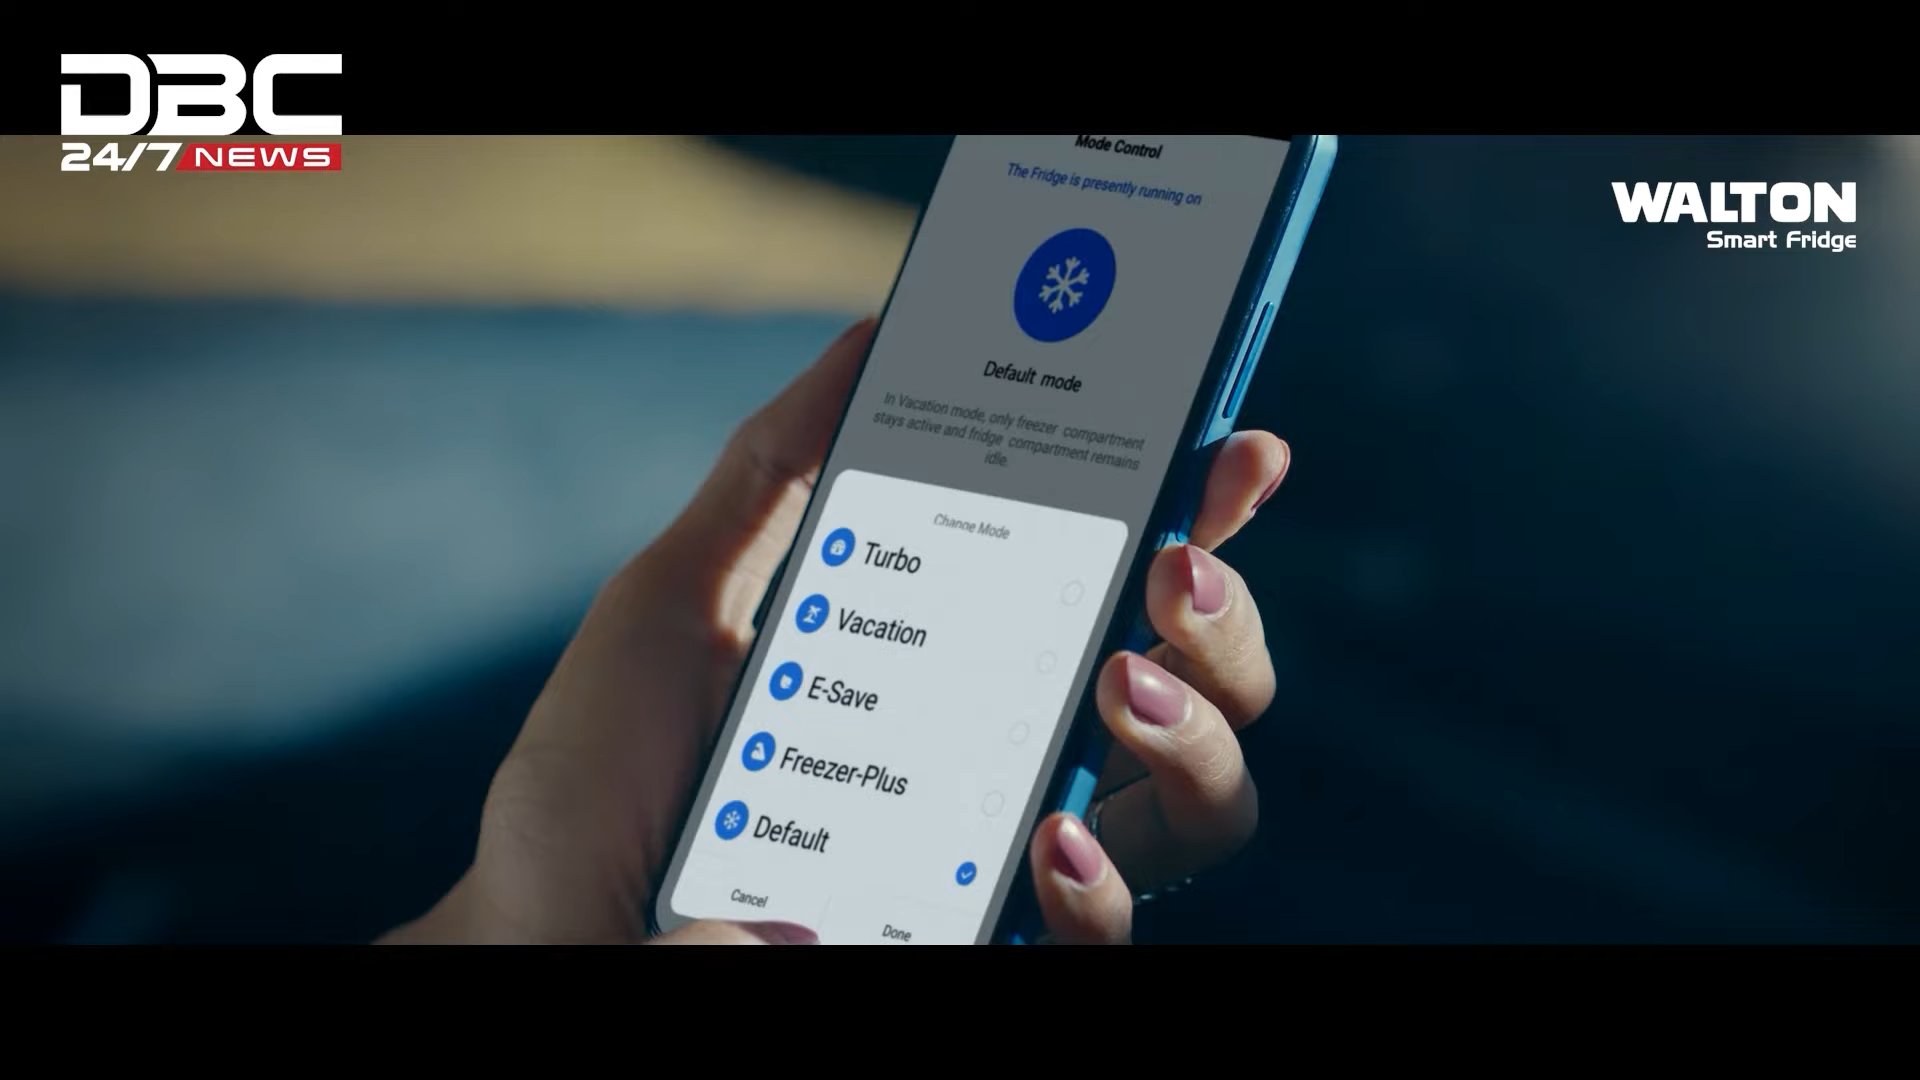 DBC
24/7 NEWS
WALTON
Smart Fridge
Mode Control
The Fridge is presently running on
Default mode
In Vacation mode, only freezer compartment
stays active and fridge compartment remains
idle.
Change Mode
Turbo
Vacation
E-Save
Freezer-Plus
Default
Cancel
Done